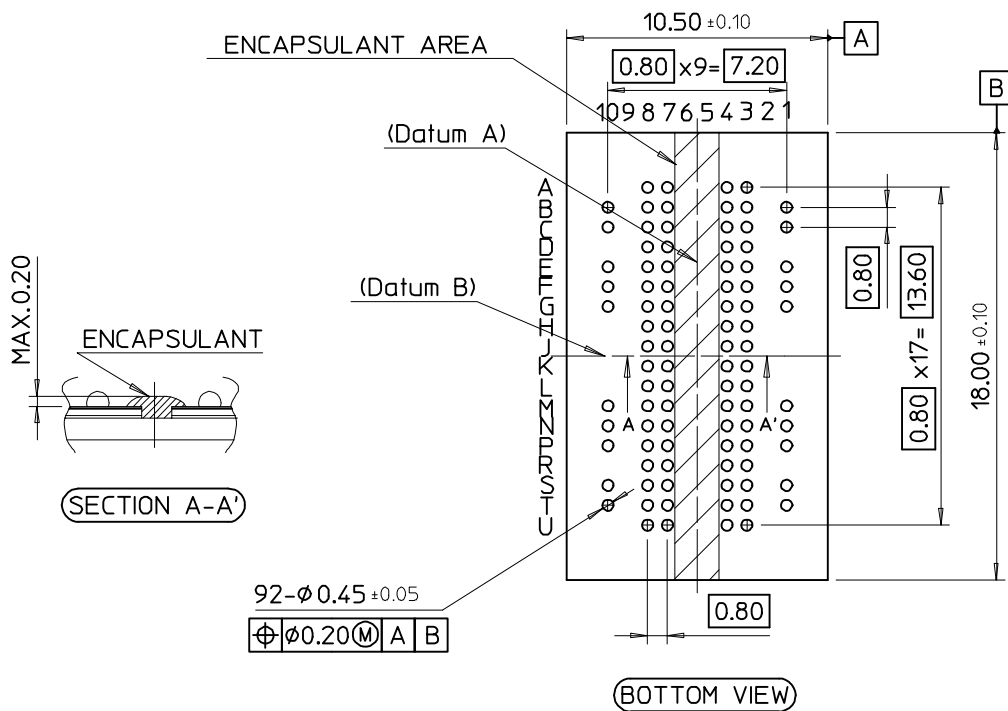 10.50 ±0.10
A
ENCAPSULANT AREA
0.80 x9= 7.20
B
10 9 8 7 6 5 4 3 2 1
(Datum A)
A
B
C
D
E
F
G
H
J
K
L
M
N
P
R
S
T
U
0.80
0.80 x17= 13.60
18.00 ±0.10
(Datum B)
MAX.0.20
ENCAPSULANT
A
A'
SECTION A-A'
92-Ø0.45 ±0.05
⌖ Ø0.20Ⓜ A B
0.80
BOTTOM VIEW